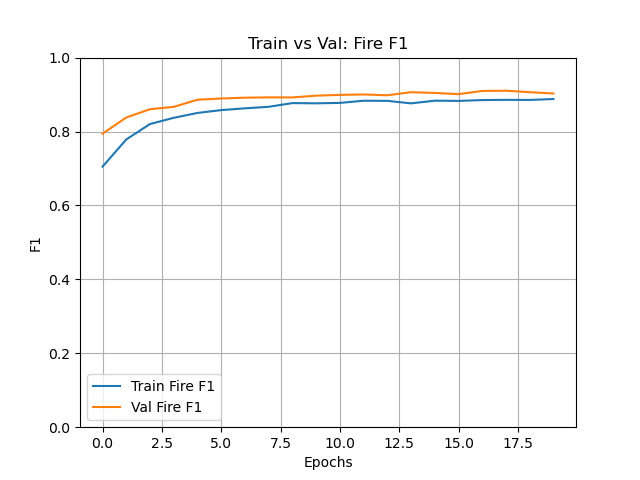 Train vs Val: Fire F1
F1
1.0
0.8
0.6
0.4
0.2
0.0
Train Fire F1
Val Fire F1
0.0 2.5 5.0 7.5 10.0 12.5 15.0 17.5
Epochs